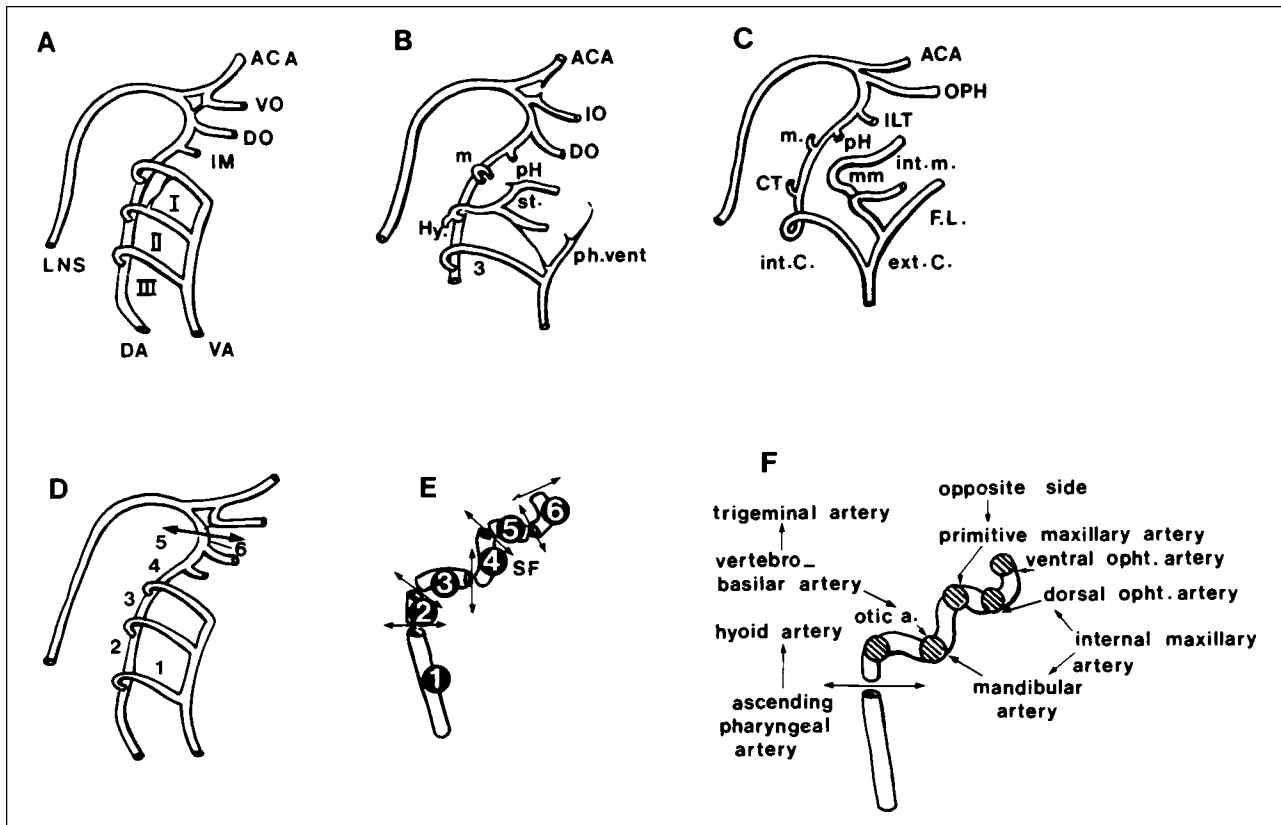 A
ACA
VO
DO
IM
I
II
III
LNS
DA
VA
B
ACA
IO
DO
m
pH
st.
Hy.
3
ph.vent
C
ACA
OPH
ILT
m.
pH
int.m.
mm
CT
F.L.
int.C.
ext.C.
D
5
6
4
3
2
1
E
6
5
4
SF
3
2
1
F
opposite side
trigeminal artery
primitive maxillary artery
ventral opht. artery
vertebro_
basilar artery
dorsal opht. artery
otic a.
hyoid artery
internal maxillary
artery
mandibular
artery
ascending
pharyngeal
artery